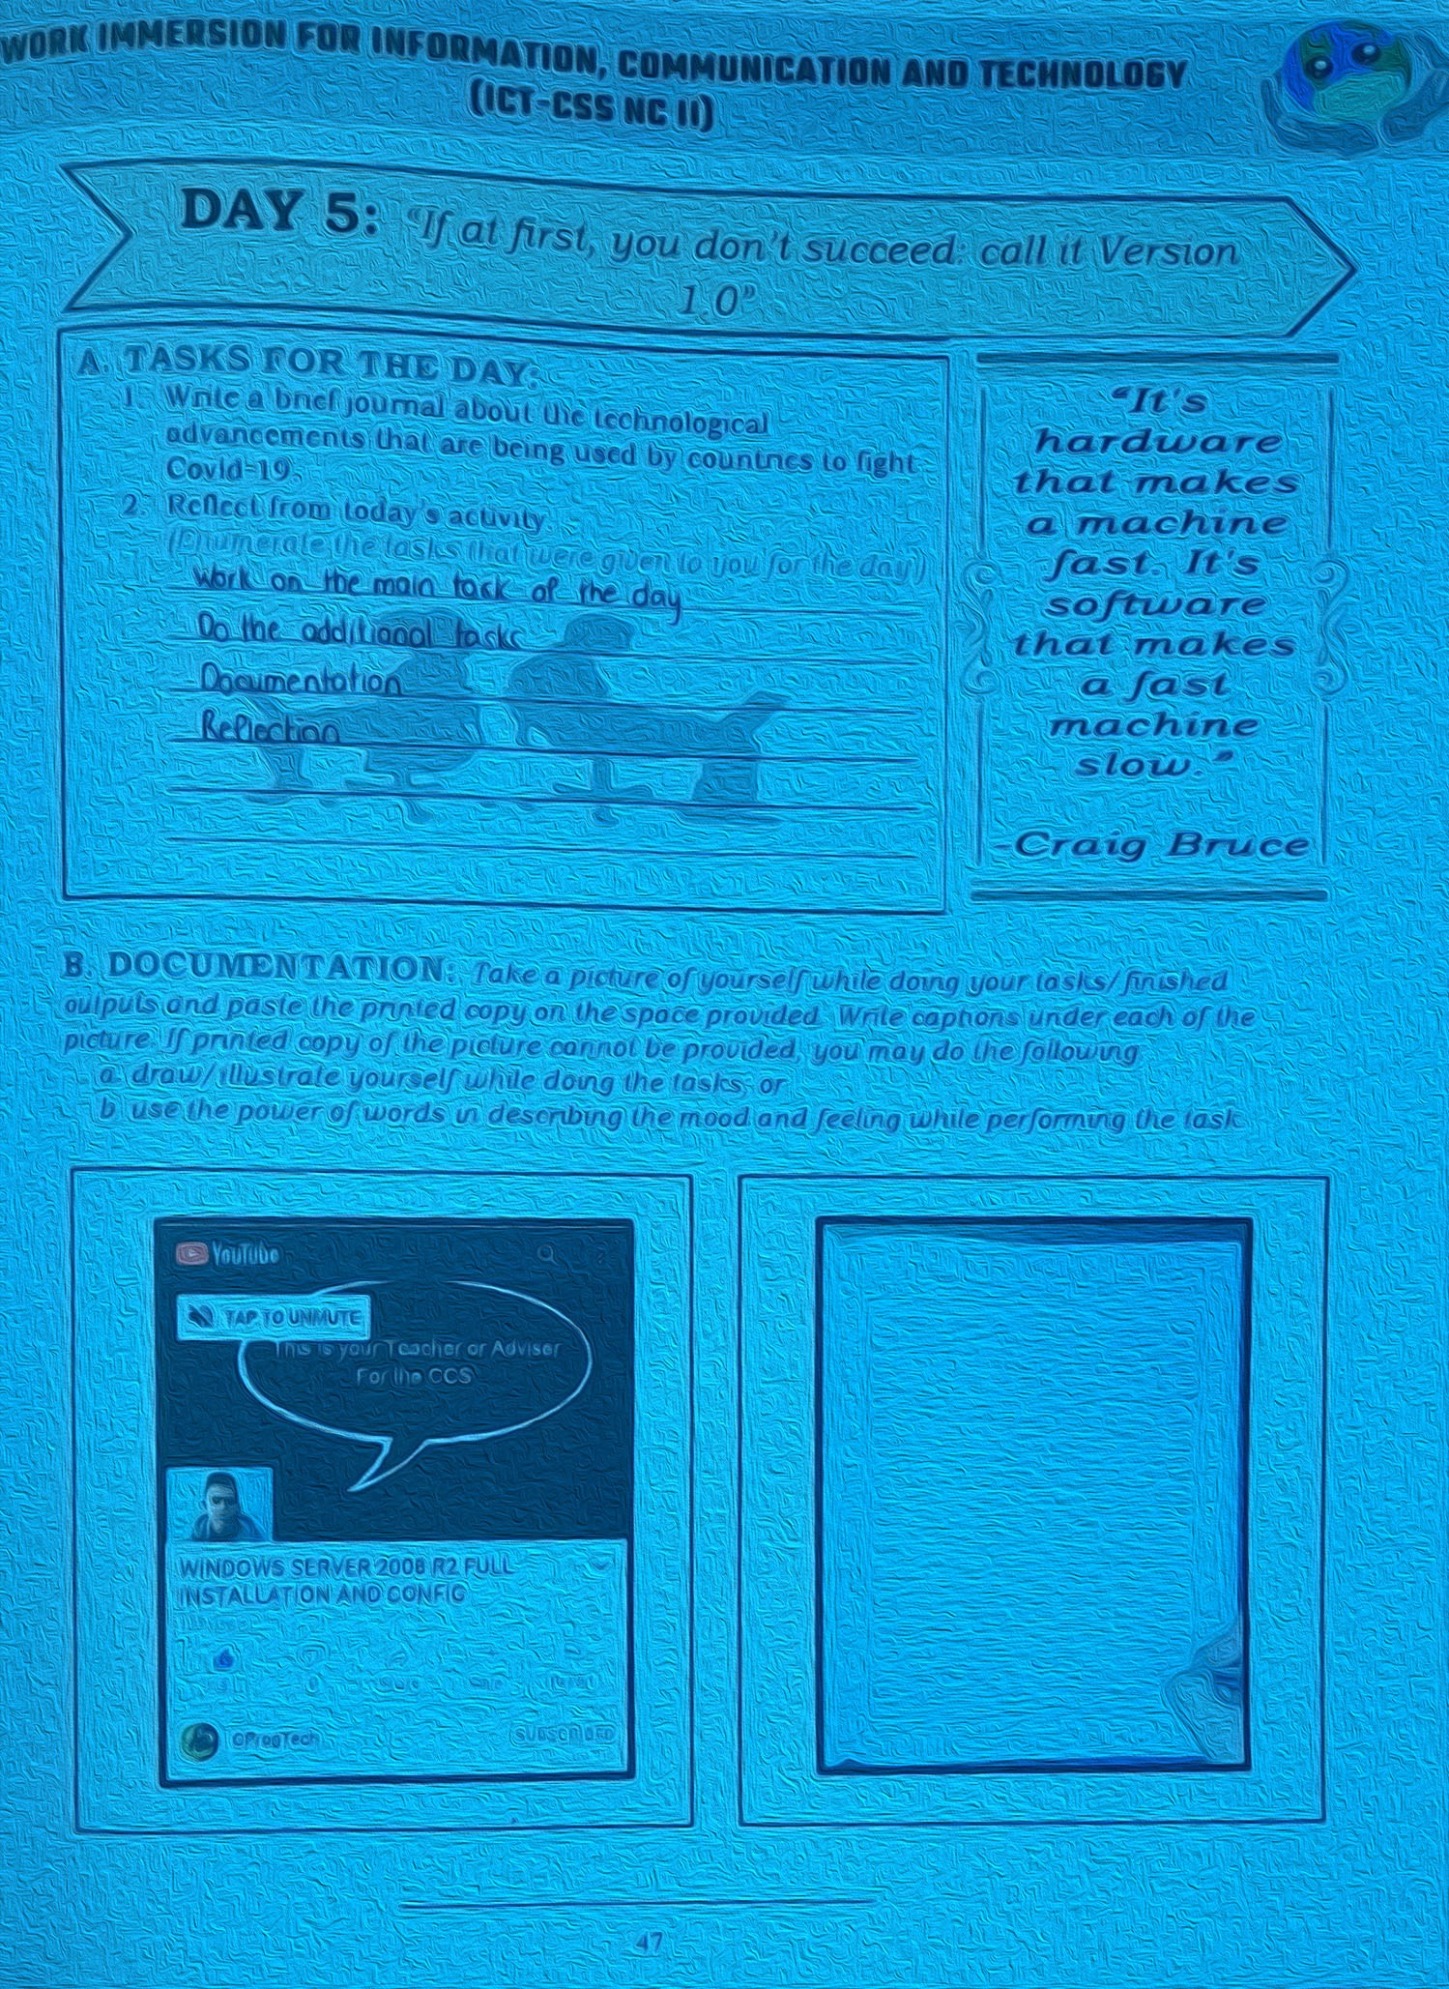 WORK IMMERSION FOR INFORMATION, COMMUNICATION AND TECHNOLOGY
(ICT-CSS NC II)
DAY 5: "If at first, you don't succeed: call it Version
1.0"
A. TASKS FOR THE DAY:
1. Write a brief journal about the technological
advancements that are being used by countries to fight
Covid-19.
2. Reflect from today's activity.
(Enumerate the tasks that were given to you for the day!)
Work on the main task of the day
Do the additional tasks
Documentation
Reflection
"It's
hardware
that makes
a machine
fast. It's
software
that makes
a fast
machine
slow."
-Craig Bruce
B. DOCUMENTATION: Take a picture of yourself while doing your tasks/finished
outputs and paste the printed copy on the space provided. Write captions under each of the
picture. If printed copy of the picture cannot be provided, you may do the following
a. draw/illustrate yourself while doing the tasks; or
b. use the power of words in describing the mood and feeling while performing the task
YouTube
TAP TO UNMUTE
This is your Teacher or Adviser
For the CCS
WINDOWS SERVER 2008 R2 FULL
INSTALLATION AND CONFIG
SUBSCRIBED
47